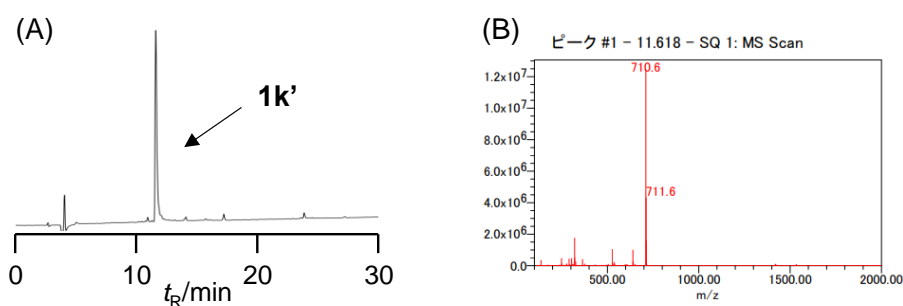 (A)
1k’
0 10 20 30
tR/min
(B)
ピーク #1 - 11.618 - SQ 1: MS Scan
710.6
711.6
1.2x10⁷
1.0x10⁷
8.0x10⁶
6.0x10⁶
4.0x10⁶
2.0x10⁶
0.0
500.00 1000.00 1500.00 2000.00
m/z